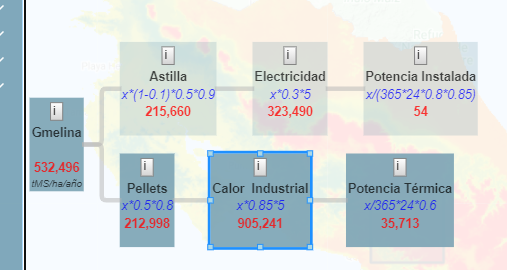 i
Astilla
x*(1-0.1)*0.5*0.9
215,660
i
Electricidad
x*0.3*5
323,490
i
Potencia Instalada
x/(365*24*0.8*0.85)
54
i
Gmelina
532,496
tMS/ha/año
i
Pellets
x*0.5*0.8
212,998
i
Calor Industrial
x*0.85*5
905,241
i
Potencia Térmica
x/365*24*0.6
35,713